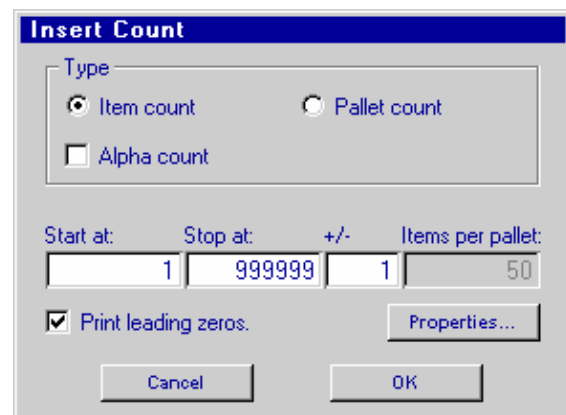 Insert Count
Type
Item count Pallet count
Alpha count
Start at: Stop at: +/- Items per pallet:
1 999999 1 50
Print leading zeros. Properties...
Cancel OK